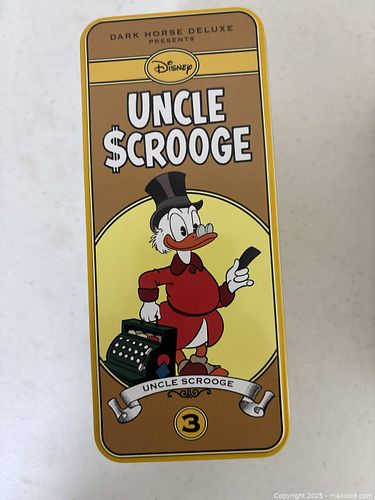 DARK HORSE DELUXE
PRESENTS
Disney
UNCLE
$CROOGE
UNCLE SCROOGE
3
Copyright 2025 - maxsold.com